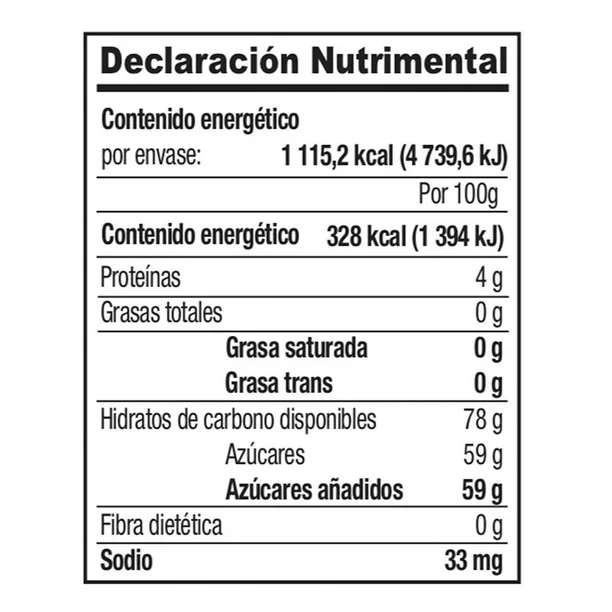 Declaración Nutrimental
Contenido energético
por envase: 1 115,2 kcal (4 739,6 kJ)
Por 100g
Contenido energético 328 kcal (1 394 kJ)
Proteínas 4 g
Grasas totales 0 g
Grasa saturada 0 g
Grasa trans 0 g
Hidratos de carbono disponibles 78 g
Azúcares 59 g
Azúcares añadidos 59 g
Fibra dietética 0 g
Sodio 33 mg